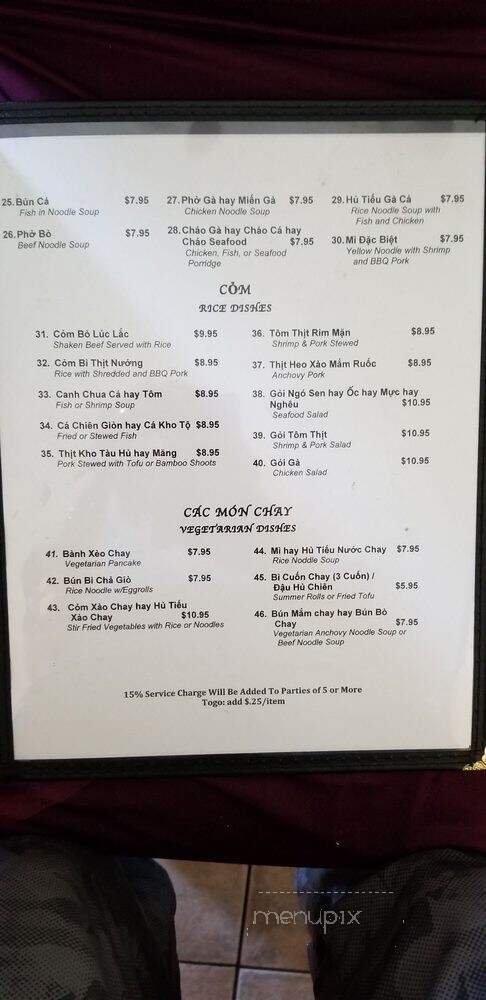 25.Bún Cá $7.95
Fish in Noodle Soup
26.Phở Bò $7.95
Beef Noodle Soup
27.Phở Gà hay Miến Gà $7.95
Chicken Noodle Soup
28.Cháo Gà hay Cháo Cá hay
Cháo Seafood $7.95
Chicken, Fish, or Seafood
Porridge
29.Hủ Tiếu Gà Cá $7.95
Rice Noodle Soup with
Fish and Chicken
30.Mì Đặc Biệt $7.95
Yellow Noodle with Shrimp
and BBQ Pork
CỎM
RICE DISHES
31. Cỏm Bò Lúc Lắc $9.95
Shaken Beef Served with Rice
32. Cỏm Bì Thịt Nướng $8.95
Rice with Shredded and BBQ Pork
33. Canh Chua Cá hay Tôm $8.95
Fish or Shrimp Soup
34. Cá Chiên Giòn hay Cá Kho Tộ $8.95
Fried or Stewed Fish
35. Thịt Kho Tàu Hủ hay Măng $8.95
Pork Stewed with Tofu or Bamboo Shoots
36. Tôm Thịt Rim Mặn $8.95
Shrimp & Pork Stewed
37. Thịt Heo Xào Mắm Ruốc $8.95
Anchovy Pork
38. Gỏi Ngó Sen hay Ốc hay Mực hay
Nghêu $10.95
Seafood Salad
39. Gỏi Tôm Thịt $10.95
Shrimp & Pork Salad
40. Gỏi Gà $10.95
Chicken Salad
CÁC MÓN CHAY
VEGETARIAN DISHES
41. Bành Xèo Chay $7.95
Vegetarian Pancake
42. Bún Bì Chả Giò $7.95
Rice Noodle w/Eggrolls
43. Cỏm Xào Chay hay Hủ Tiếu
Xào Chay $10.95
Stir Fried Vegetables with Rice or Noodles
44. Mì hay Hủ Tiếu Nước Chay $7.95
Rice Noddle Soup
45. Bì Cuốn Chay (3 Cuốn) /
Đậu Hủ Chiên $5.95
Summer Rolls or Fried Tofu
46. Bún Mắm chay hay Bún Bò
Chay $7.95
Vegetarian Anchovy Noodle Soup or
Beef Noodle Soup
15% Service Charge Will Be Added To Parties of 5 or More
Togo: add $.25/item
menupix